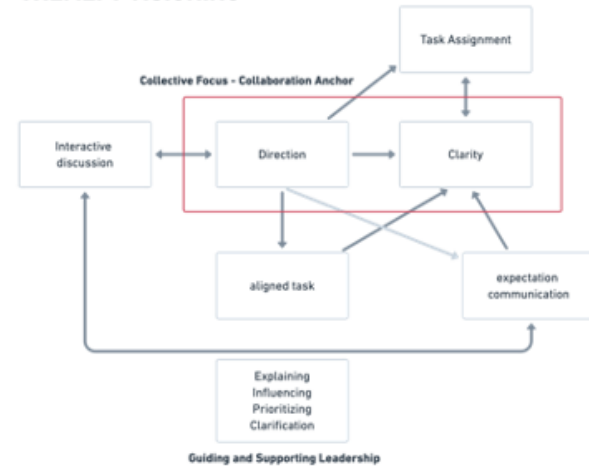 Task Assignment
Collective Focus - Collaboration Anchor
Interactive
discussion
Direction
Clarity
aligned task
expectation
communication
Explaining
Influencing
Prioritizing
Clarification
Guiding and Supporting Leadership